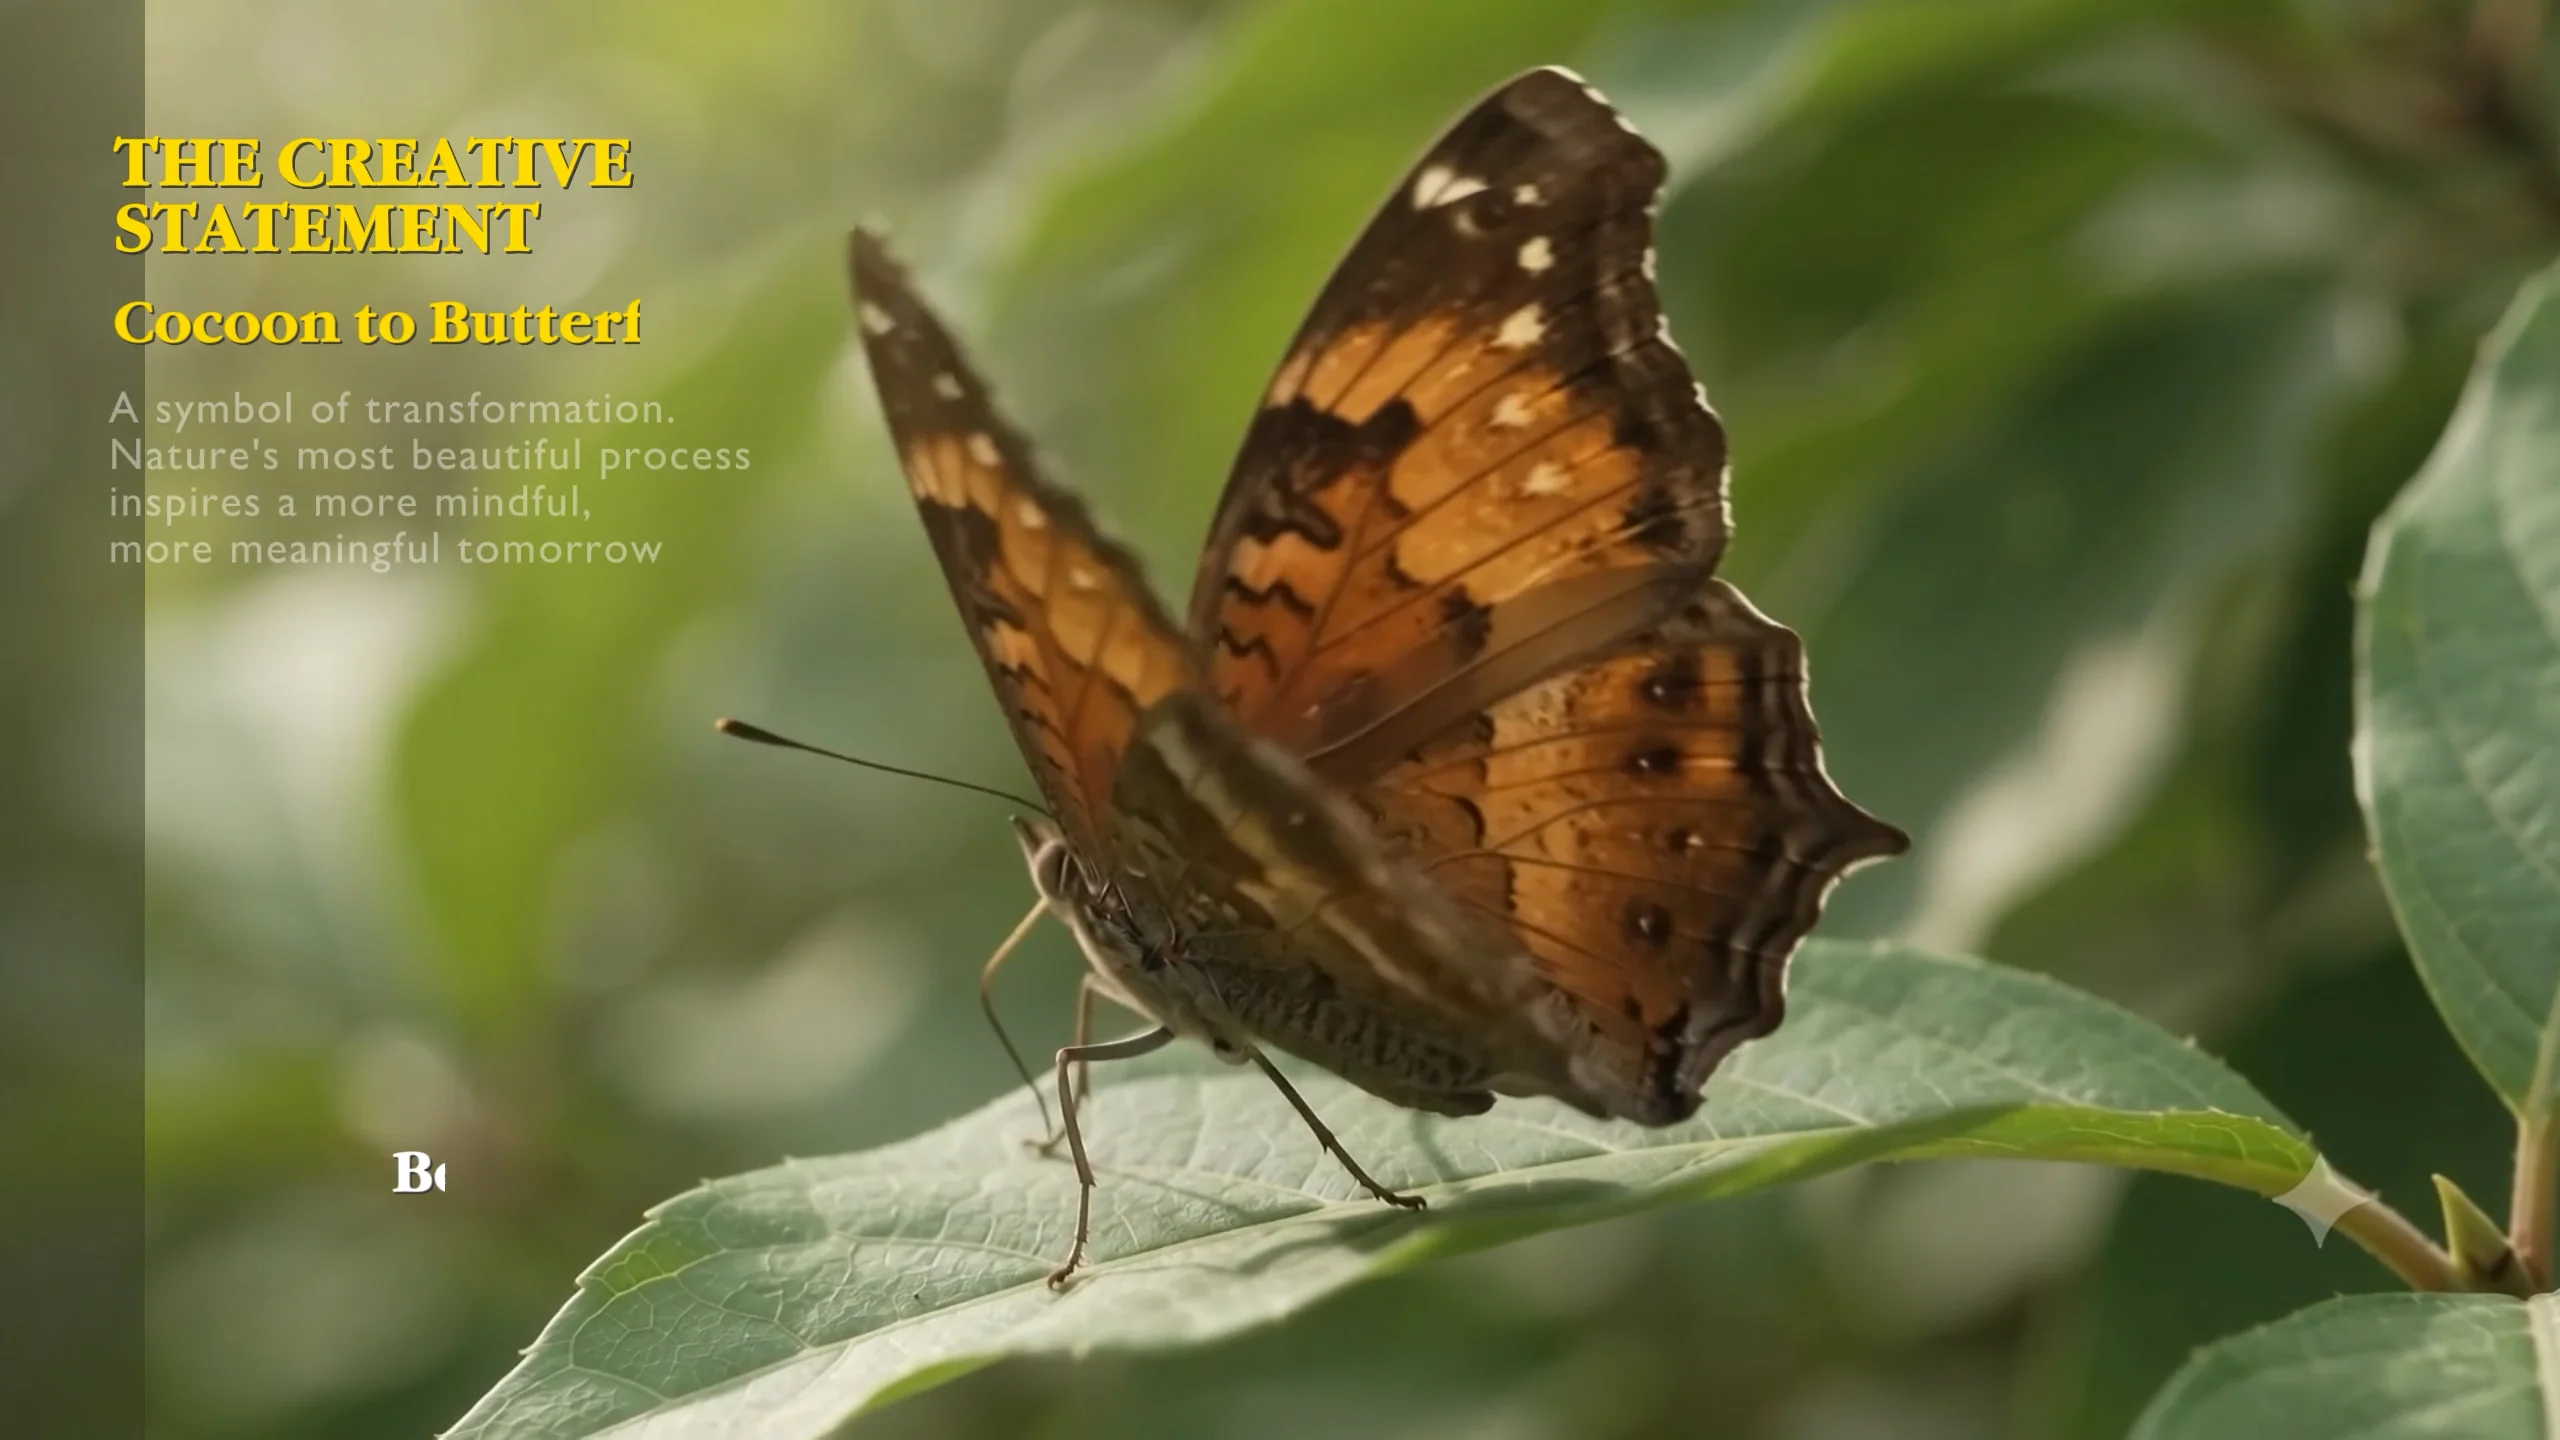 THE CREATIVE
STATEMENT
Cocoon to Butterf
A symbol of transformation.
Nature's most beautiful process
inspires a more mindful,
more meaningful tomorrow